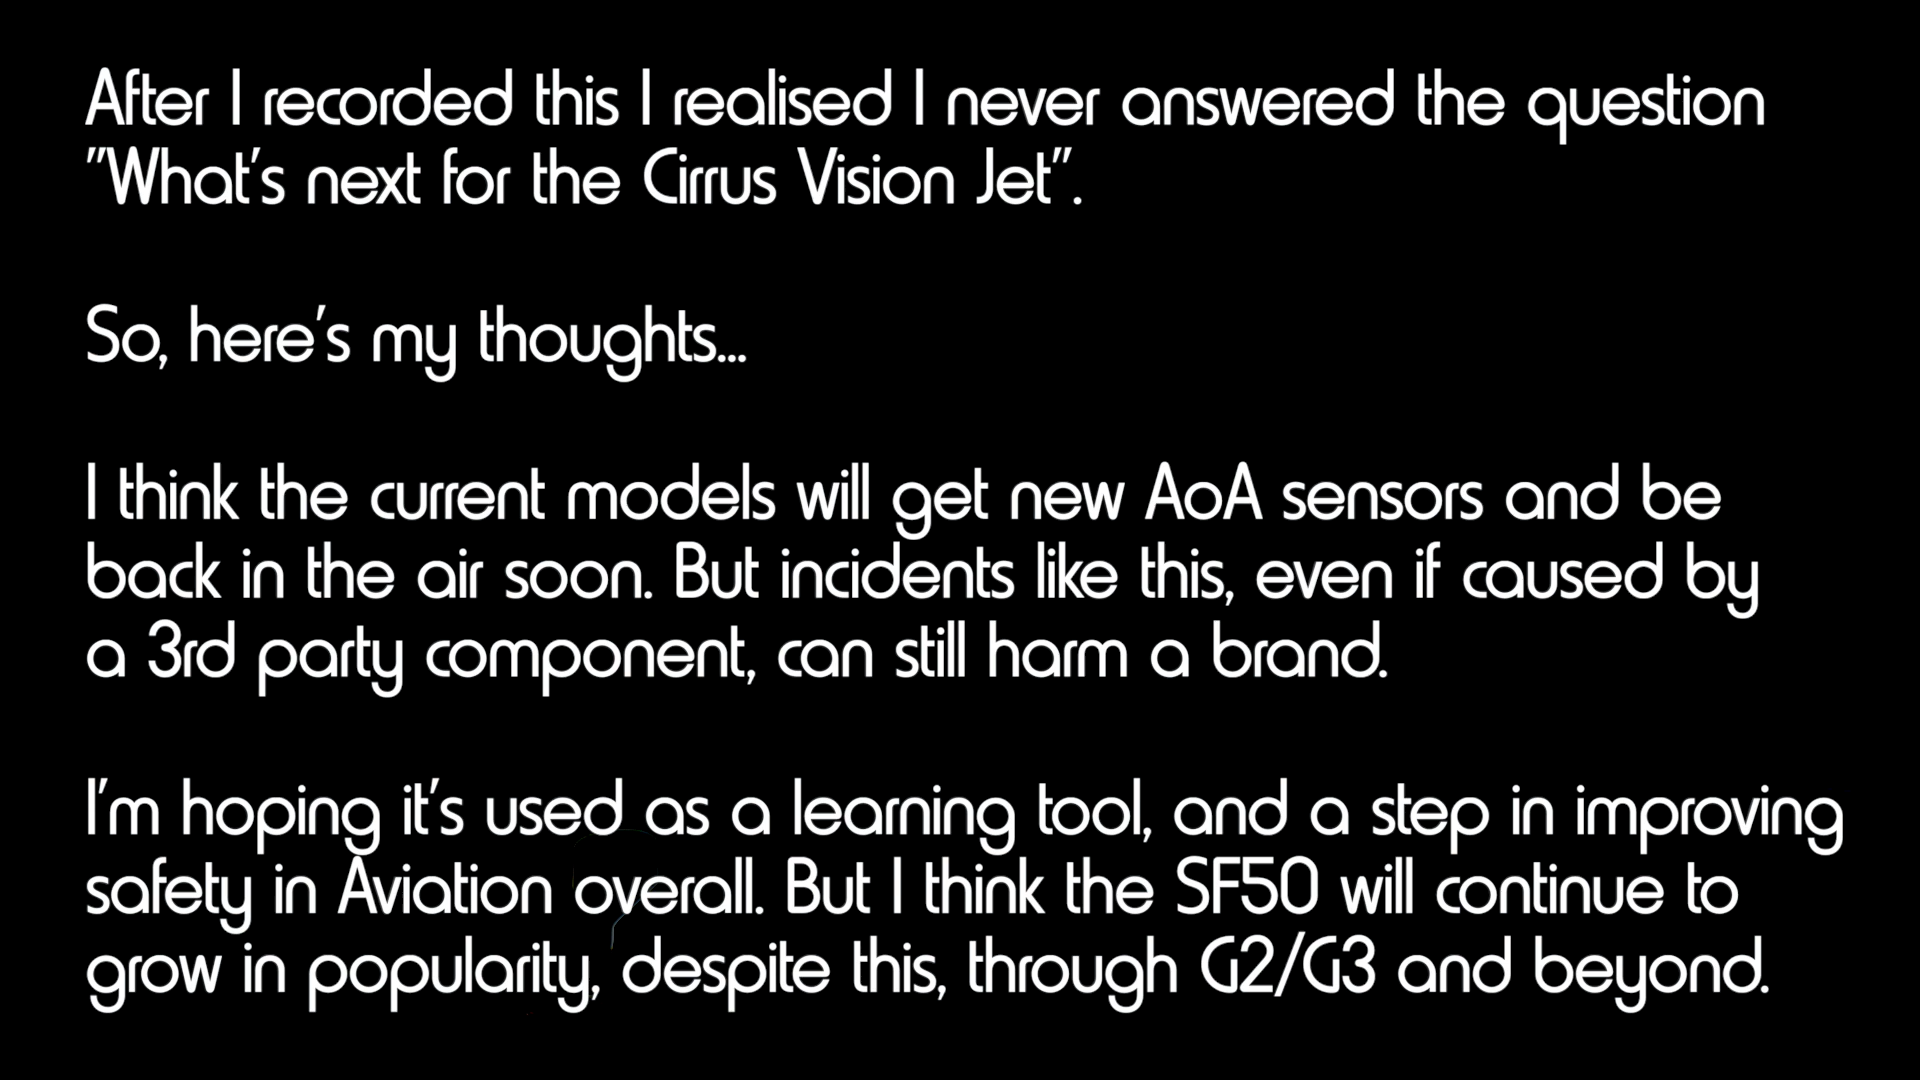 After I recorded this I realised I never answered the question
"What's next for the Cirrus Vision Jet".
So, here's my thoughts...
I think the current models will get new AoA sensors and be
back in the air soon. But incidents like this, even if caused by
a 3rd party component, can still harm a brand.
I'm hoping it's used as a learning tool, and a step in improving
safety in Aviation overall. But I think the SF50 will continue to
grow in popularity, despite this, through G2/G3 and beyond.